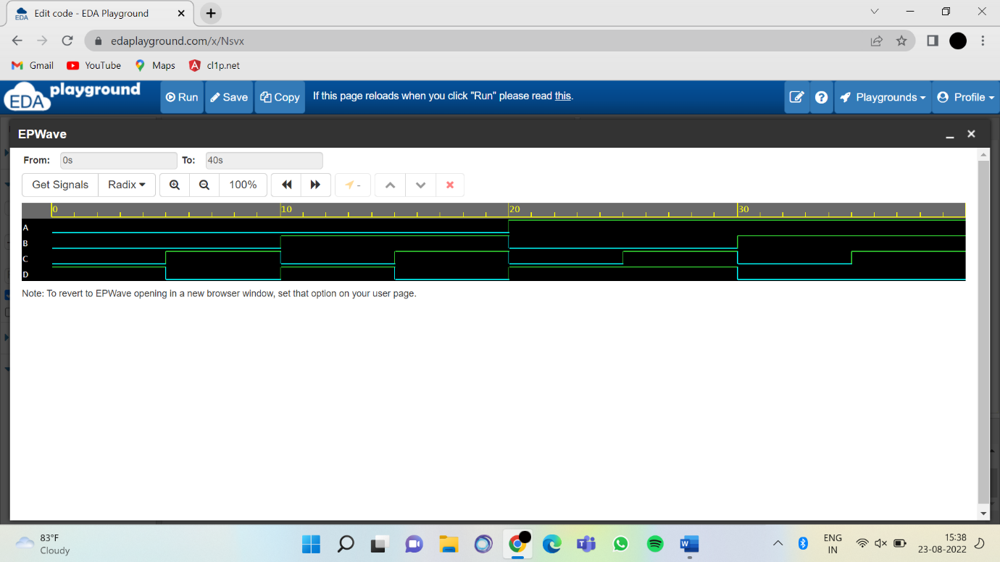 Edit code - EDA Playground
edaplayground.com/x/Nsvx
Gmail YouTube Maps cl1p.net
EDA playground Run Save Copy If this page reloads when you click "Run" please read this. Playgrounds Profile
EPWave
From: 0s To: 40s
Get Signals Radix 100% -
0 10 20 30
A
B
C
D
Note: To revert to EPWave opening in a new browser window, set that option on your user page.
83°F
Cloudy
ENG
IN
15:38
23-08-2022